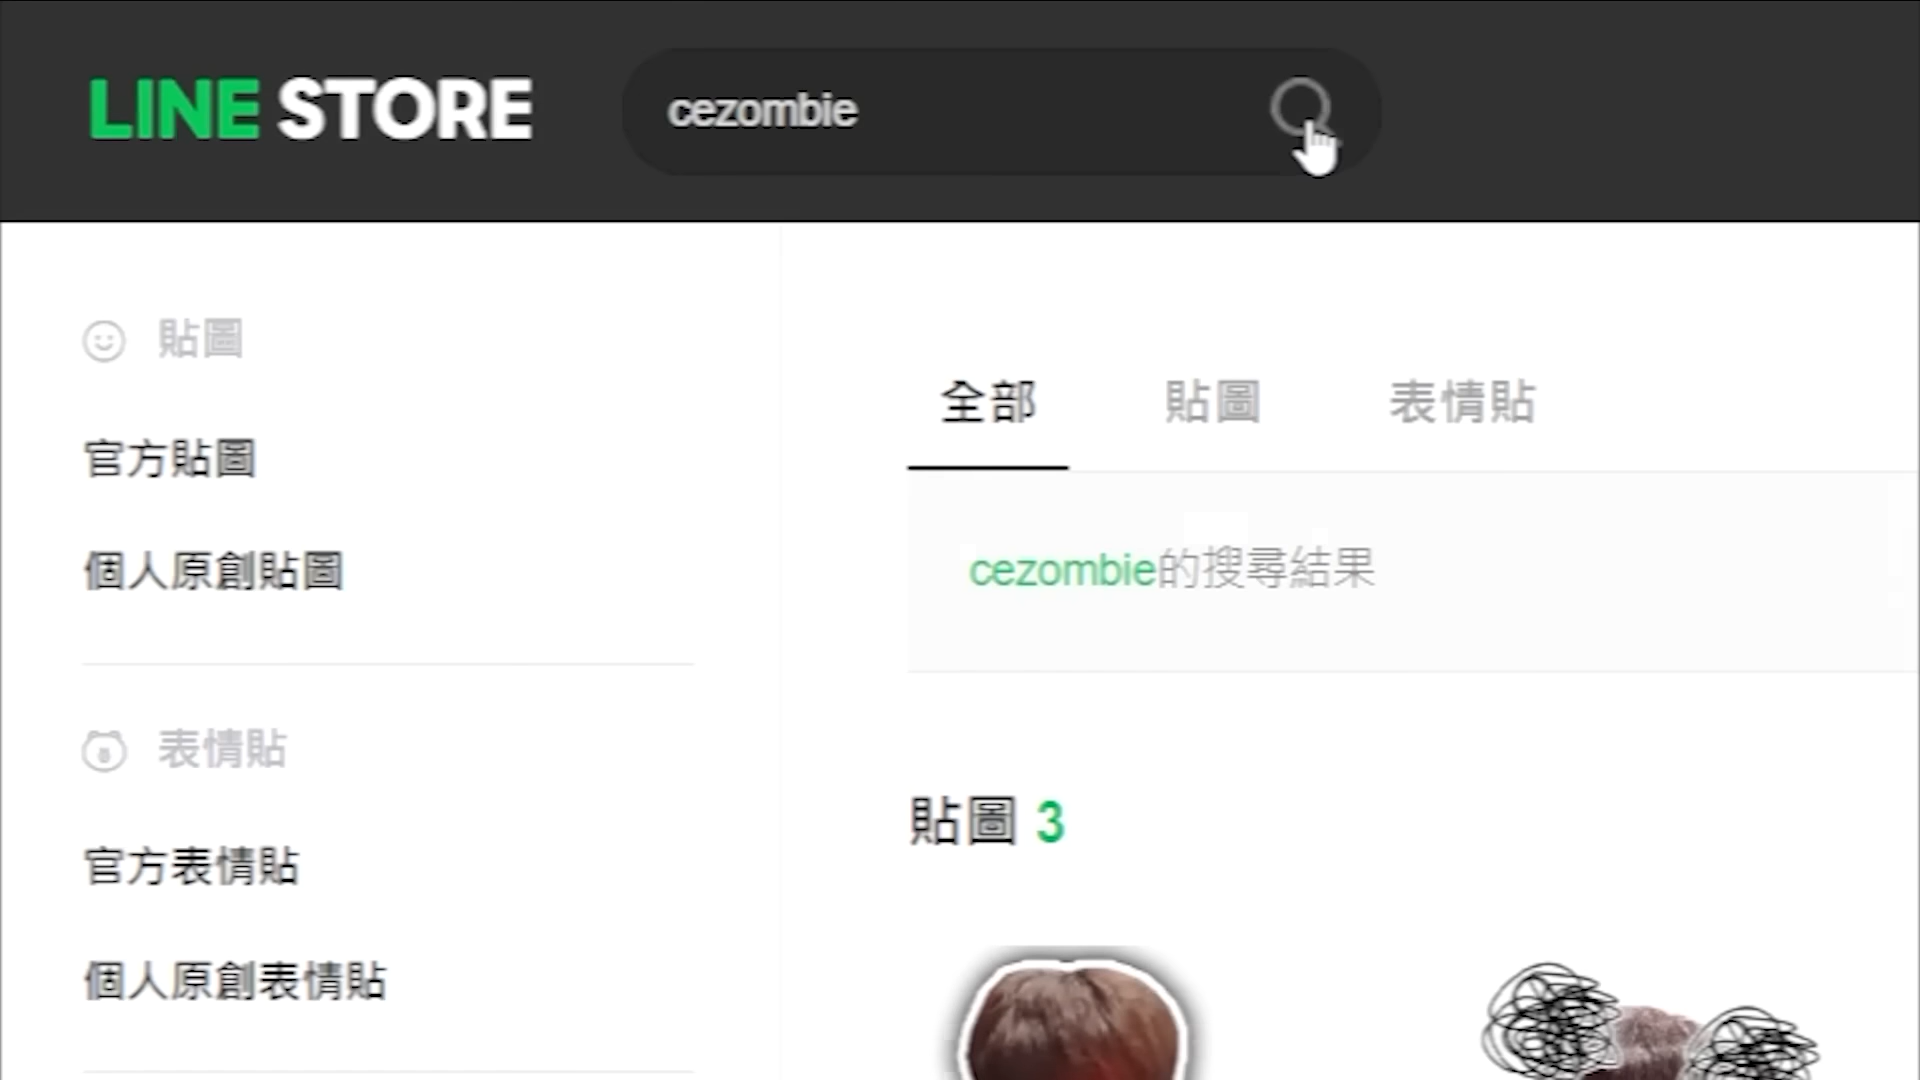 LINE STORE
cezombie
貼圖
官方貼圖
個人原創貼圖
表情貼
官方表情貼
個人原創表情貼
全部
貼圖
表情貼
cezombie的搜尋結果
貼圖 3